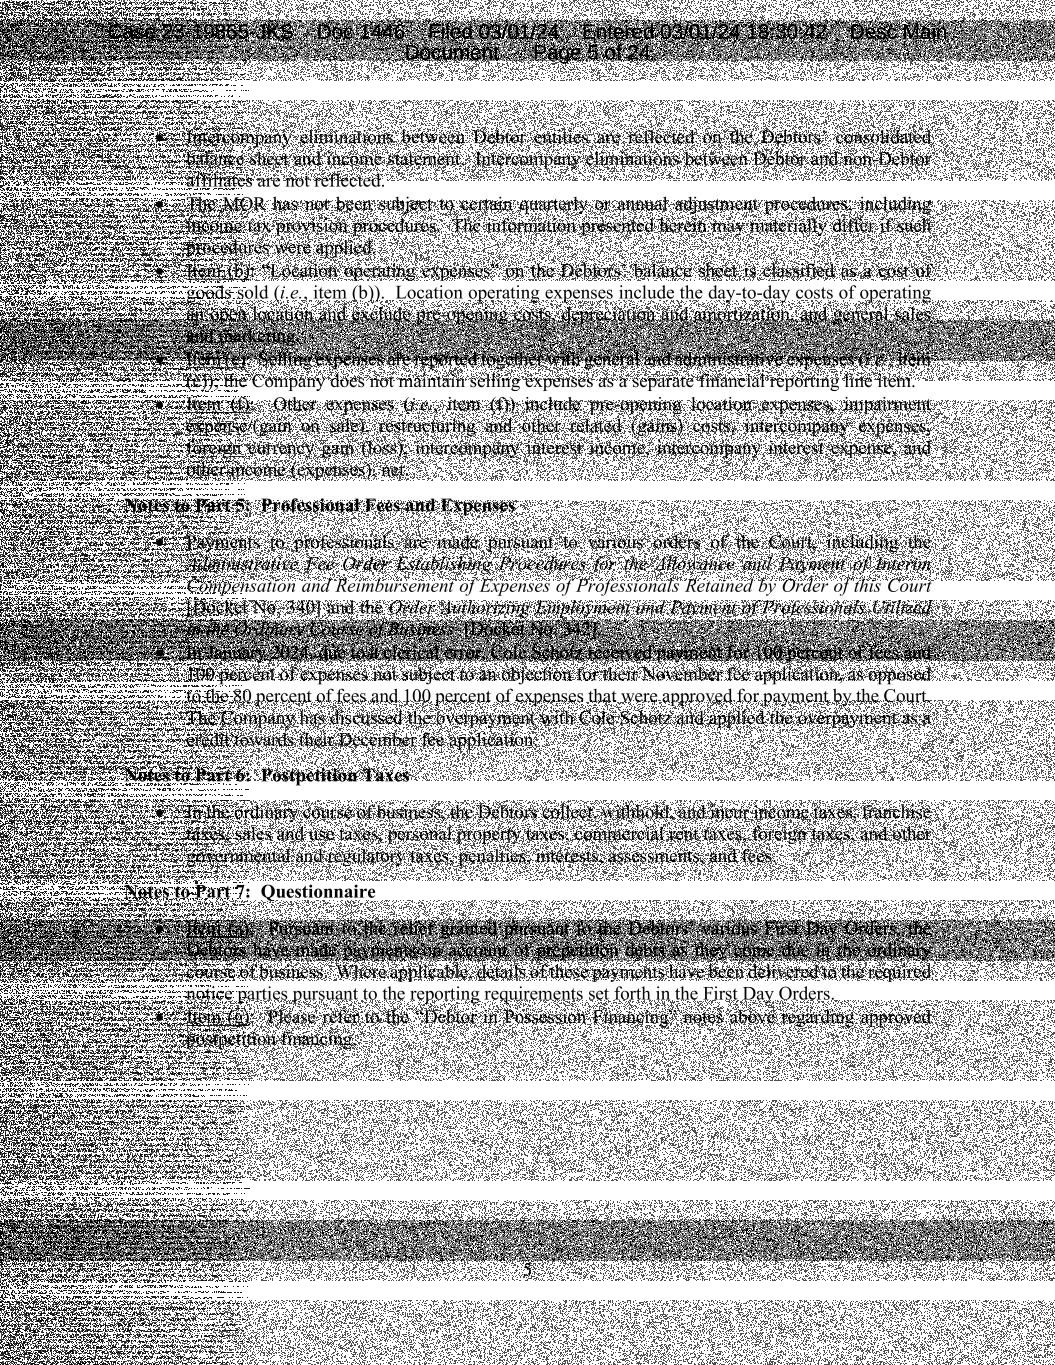 Case 23-19865-JKS Doc 1446 Filed 03/01/24 Entered 03/01/24 18:30:42 Desc Main
Document Page 5 of 24
• Intercompany eliminations between Debtor entities are reflected on the Debtors' consolidated
balance sheet and income statement. Intercompany eliminations between Debtor and non-Debtor
affiliates are not reflected.
• The MOR has not been subject to certain quarterly or annual adjustment procedures, including
income tax provision procedures. The information presented herein may materially differ if such
procedures were applied.
• Item (b): “Location operating expenses” on the Debtors' balance sheet is classified as a cost of
goods sold (i.e., item (b)). Location operating expenses include the day-to-day costs of operating
an open location and exclude pre-opening costs, depreciation and amortization, and general sales
and marketing.
• Item (e): Selling expenses are reported together with general and administrative expenses (i.e., item
(e)); the Company does not maintain selling expenses as a separate financial reporting line item.
• Item (f): Other expenses (i.e., item (f)) include pre-opening location expenses, impairment
expense/(gain on sale), restructuring and other related (gains) costs, intercompany expenses,
foreign currency gain (loss), intercompany interest income, intercompany interest expense, and
other income (expenses), net.
Notes to Part 5: Professional Fees and Expenses
• Payments to professionals are made pursuant to various orders of the Court, including the
Administrative Fee Order Establishing Procedures for the Allowance and Payment of Interim
Compensation and Reimbursement of Expenses of Professionals Retained by Order of this Court
[Docket No. 340] and the Order Authorizing Employment and Payment of Professionals Utilized
in the Ordinary Course of Business [Docket No. 342].
• In January 2024, due to a clerical error, Cole Schotz received payment for 100 percent of fees and
100 percent of expenses not subject to an objection for their November fee application, as opposed
to the 80 percent of fees and 100 percent of expenses that were approved for payment by the Court.
The Company has discussed the overpayment with Cole Schotz and applied the overpayment as a
credit towards their December fee application.
Notes to Part 6: Postpetition Taxes
• In the ordinary course of business, the Debtors collect, withhold, and incur income taxes, franchise
taxes, sales and use taxes, personal property taxes, commercial rent taxes, foreign taxes, and other
governmental and regulatory taxes, penalties, interests, assessments, and fees.
Notes to Part 7: Questionnaire
• Item (a): Pursuant to the relief granted pursuant to the Debtors' various First Day Orders, the
Debtors have made payments on account of prepetition debts as they come due in the ordinary
course of business. Where applicable, details of these payments have been delivered to the required
notice parties pursuant to the reporting requirements set forth in the First Day Orders.
• Item (g): Please refer to the “Debtor in Possession Financing” notes above regarding approved
postpetition financing.
5